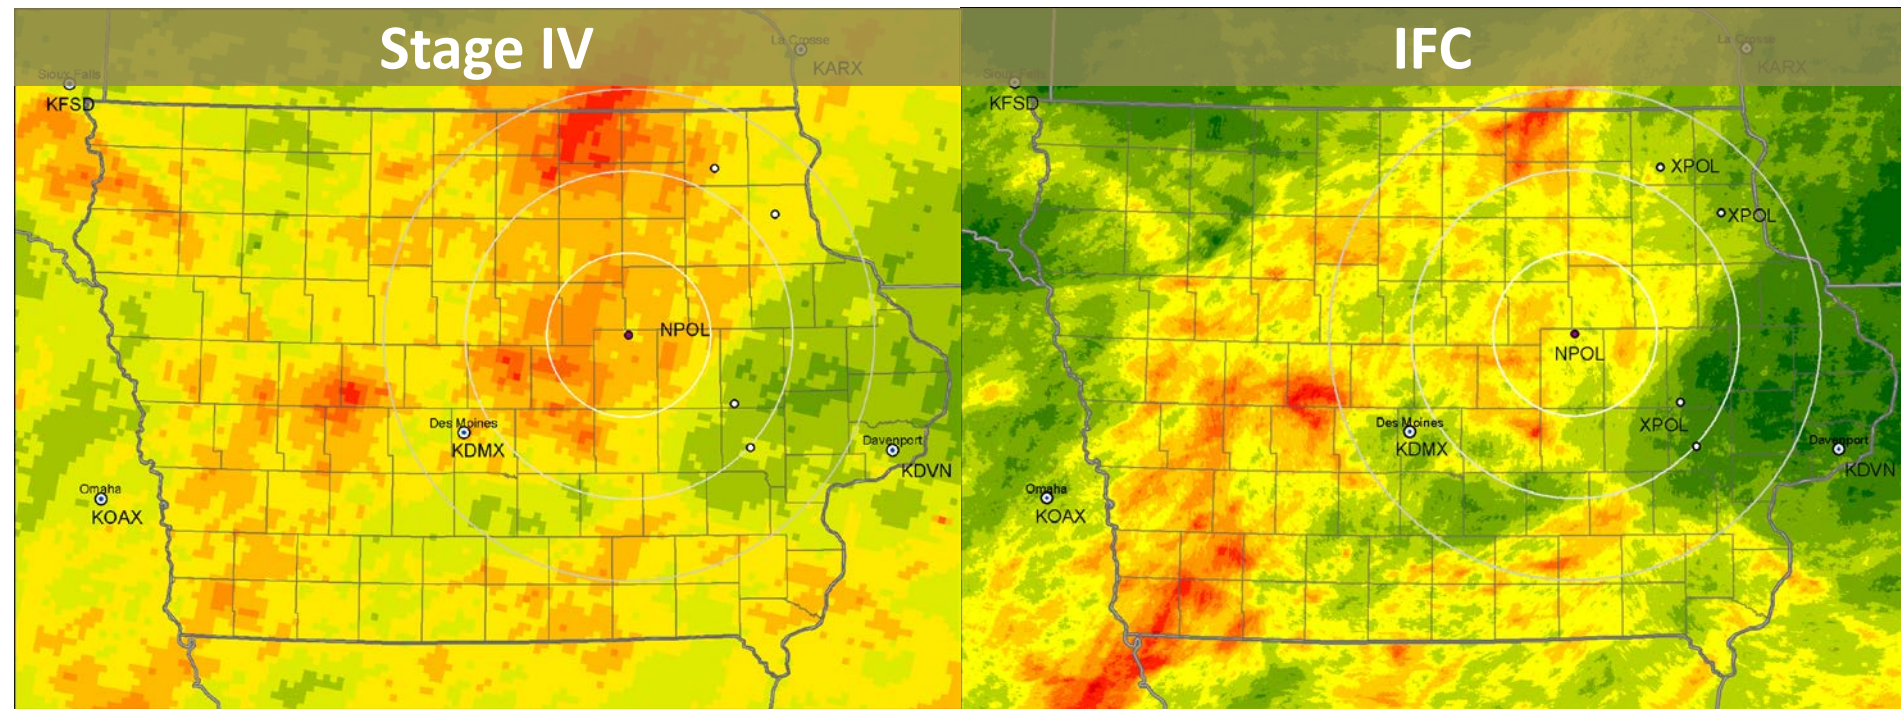 Stage IV
La Crosse
KARX
Sioux Falls
KFSD
NPOL
Des Moines
KDMX
Davenport
KDVN
Omaha
KOAX
IFC
La Crosse
KARX
Sioux Falls
KFSD
XPOL
XPOL
NPOL
XPOL
Des Moines
KDMX
Davenport
KDVN
Omaha
KOAX